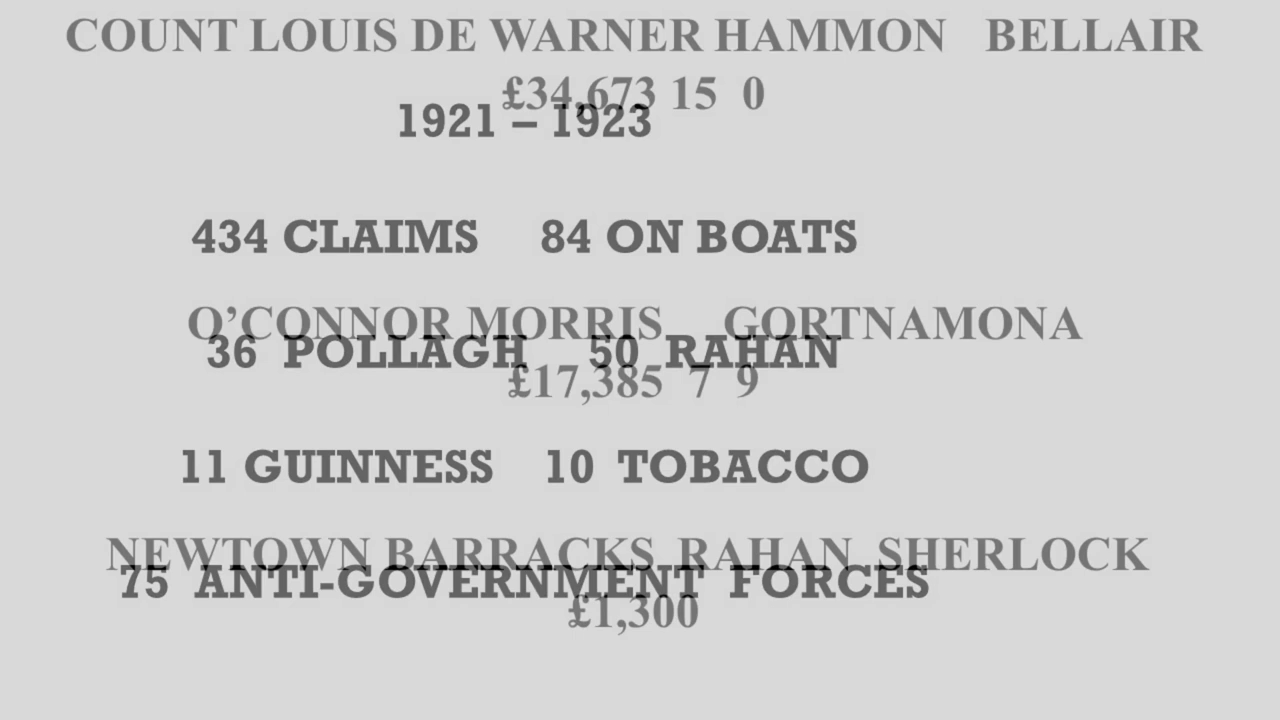 COUNT LOUIS DE WARNER HAMMON BELLAIR
£34,673 15 0
1921 – 1923
434 CLAIMS 84 ON BOATS
O’CONNOR MORRIS GORTNAMONA
36 POLLAGH 50 RAHAN
£17,385 7 9
11 GUINNESS 10 TOBACCO
NEWTOWN BARRACKS RAHAN SHERLOCK
75 ANTI-GOVERNMENT FORCES
£1,300